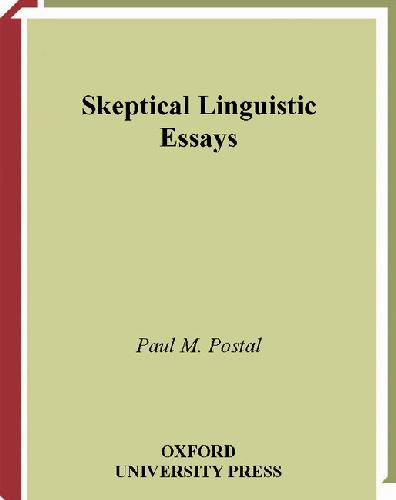 Skeptical Linguistic
Essays
Paul M. Postal
OXFORD
UNIVERSITY PRESS